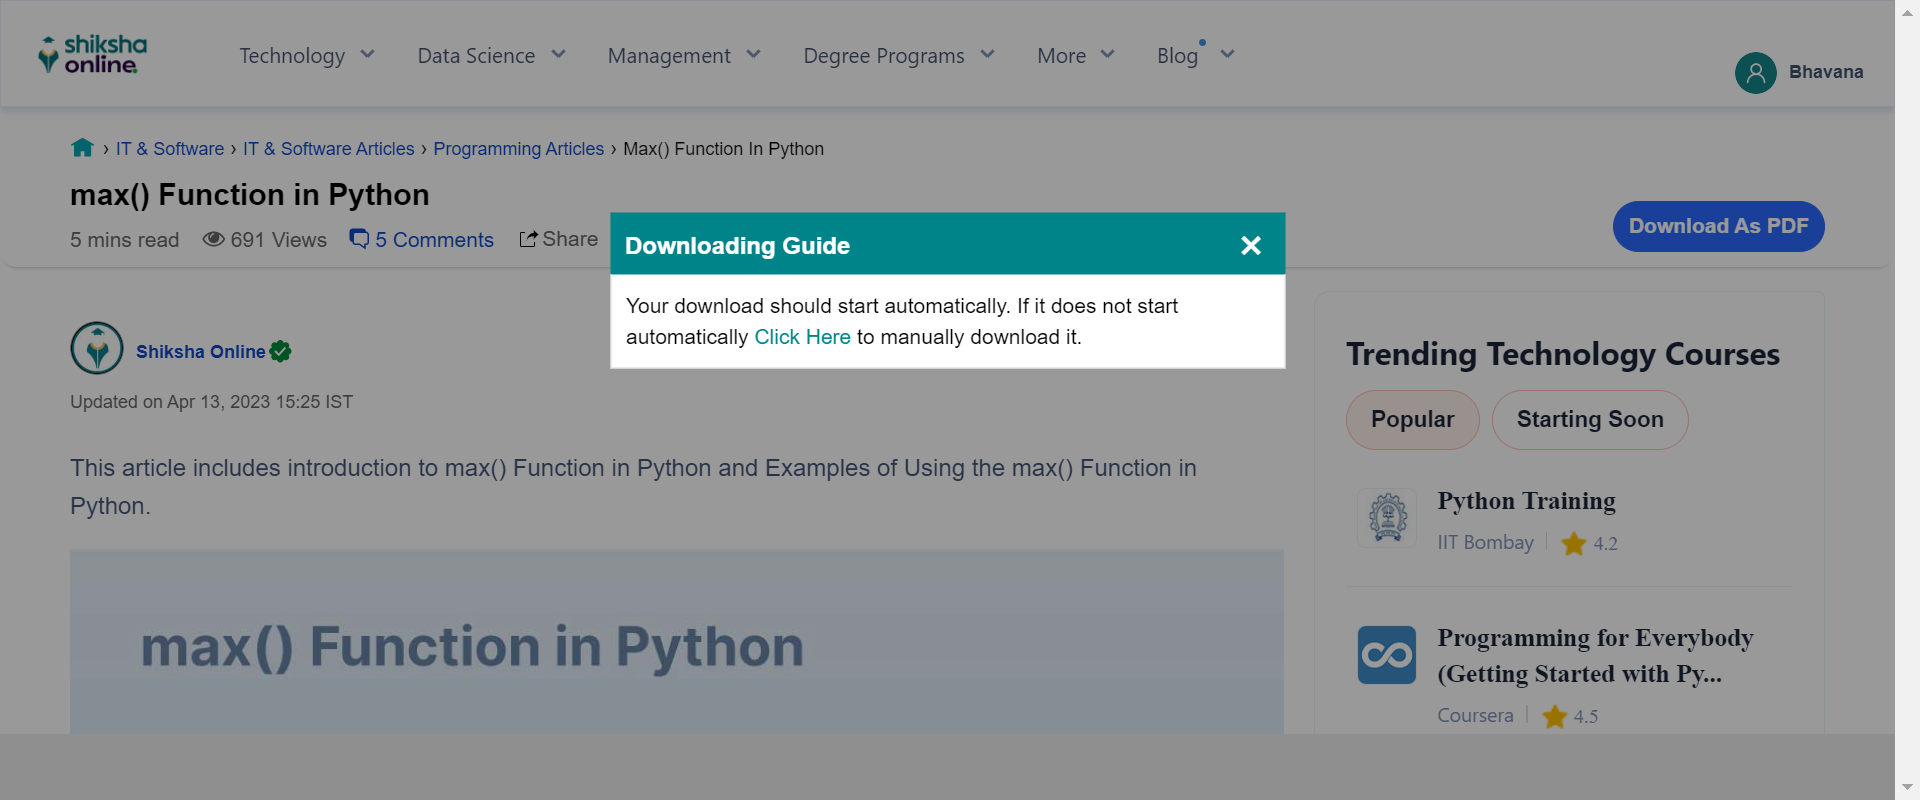 shiksha
online
Technology
Data Science
Management
Degree Programs
More
Blog
Bhavana
› IT & Software › IT & Software Articles › Programming Articles › Max() Function In Python
max() Function in Python
5 mins read
691 Views
5 Comments
Share
Download As PDF
Downloading Guide
Your download should start automatically. If it does not start
automatically Click Here to manually download it.
Shiksha Online
Updated on Apr 13, 2023 15:25 IST
This article includes introduction to max() Function in Python and Examples of Using the max() Function in
Python.
max() Function in Python
Trending Technology Courses
Popular
Starting Soon
Python Training
IIT Bombay
4.2
Programming for Everybody
(Getting Started with Py...
Coursera
4.5